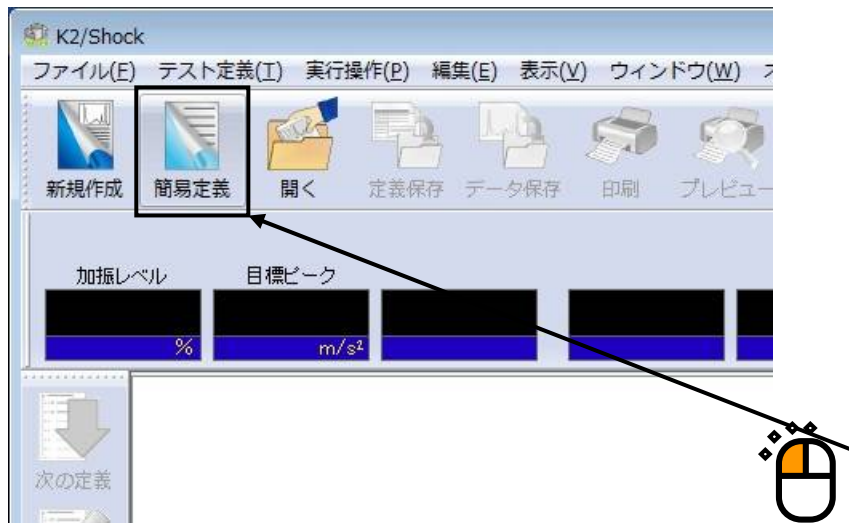 K2/Shock
ファイル(F) テスト定義(T) 実行操作(P) 編集(E) 表示(V) ウィンドウ(W)
新規作成 簡易定義 開く 定義保存 データ保存 印刷 プレビュー
加振レベル 目標ピーク
% m/s²
次の定義